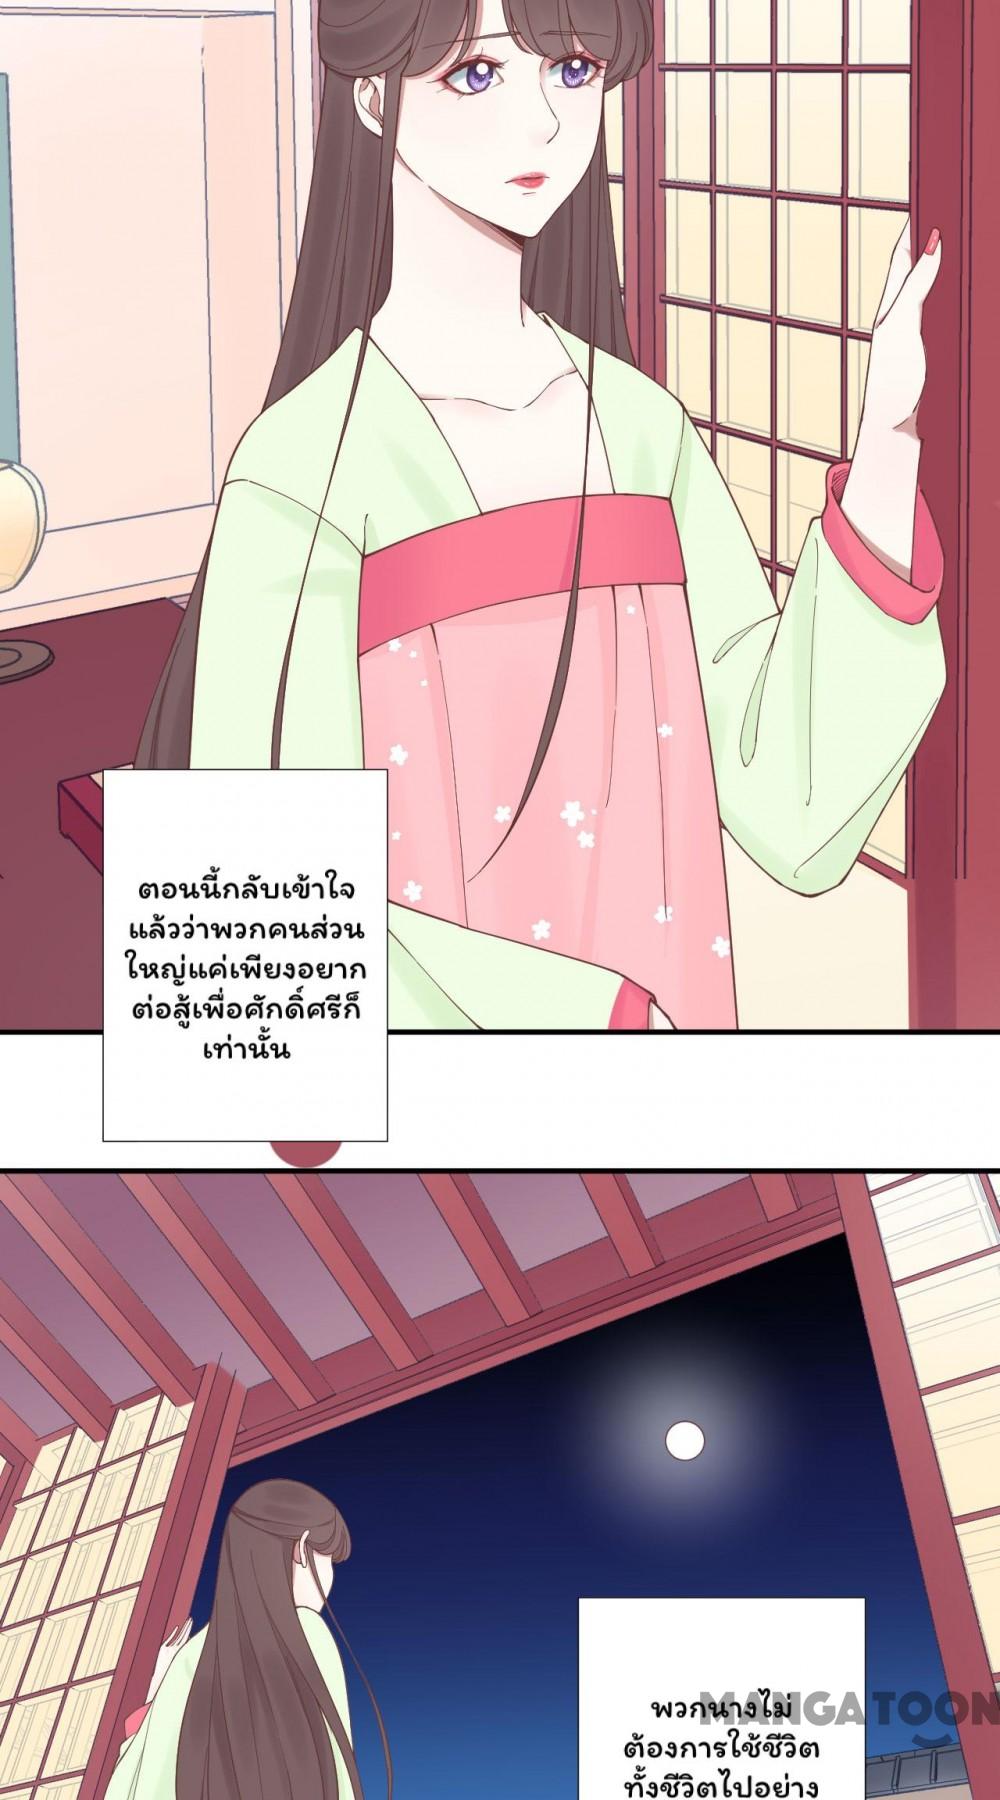 ตอนนี้กลับเข้าใจ
แล้วว่าพวกคนส่วน
ใหญ่แค่เพียงอยาก
ต่อสู้เพื่อศักดิ์ศรีก็
เท่านั้น
พวกนางไม่
ต้องการใช้ชีวิต
ทั้งชีวิตไปอย่าง
MANGATOON